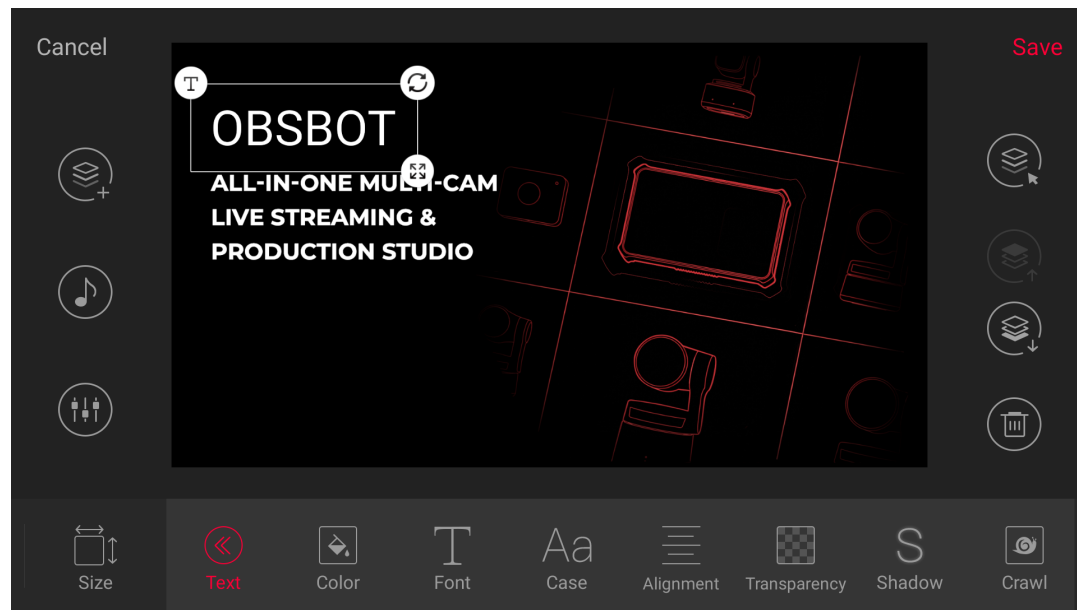 Cancel
Save
T
OBSBOT
ALL-IN-ONE MULTI-CAM
LIVE STREAMING &
PRODUCTION STUDIO
T
Aa
S
Size
Text
Color
Font
Case
Alignment
Transparency
Shadow
Crawl